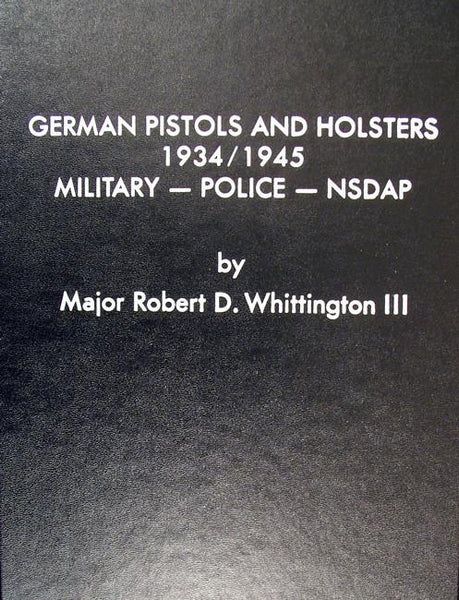 GERMAN PISTOLS AND HOLSTERS
1934/1945
MILITARY — POLICE — NSDAP
by
Major Robert D. Whittington III